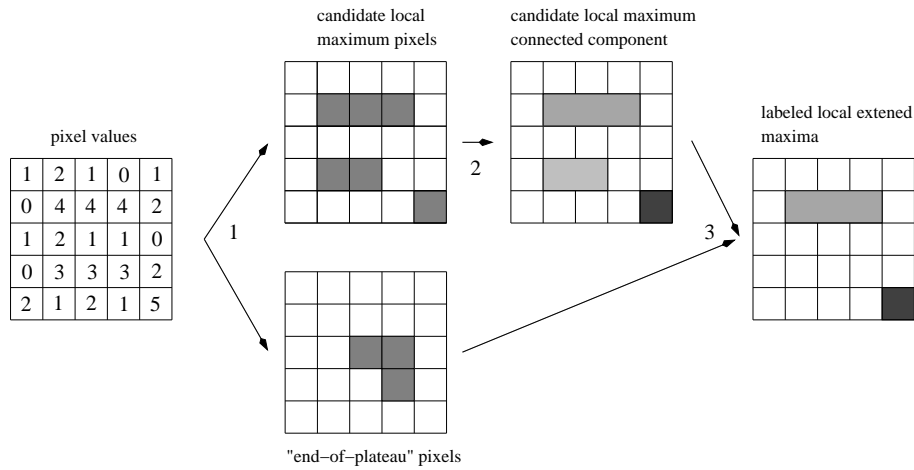 candidate local
maximum pixels
candidate local maximum
connected component
pixel values
1 2 1 0 1
0 4 4 4 2
1 2 1 1 0
0 3 3 3 2
2 1 2 1 5
1
2
labeled local extened
maxima
3
"end−of−plateau" pixels